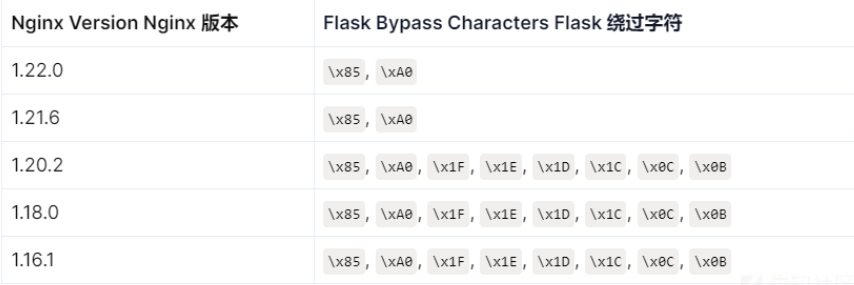 Nginx Version Nginx 版本 Flask Bypass Characters Flask 绕过字符
1.22.0 \x85, \xA0
1.21.6 \x85, \xA0
1.20.2 \x85, \xA0, \x1F, \x1E, \x1D, \x1C, \x0C, \x0B
1.18.0 \x85, \xA0, \x1F, \x1E, \x1D, \x1C, \x0C, \x0B
1.16.1 \x85, \xA0, \x1F, \x1E, \x1D, \x1C, \x0C, \x0B